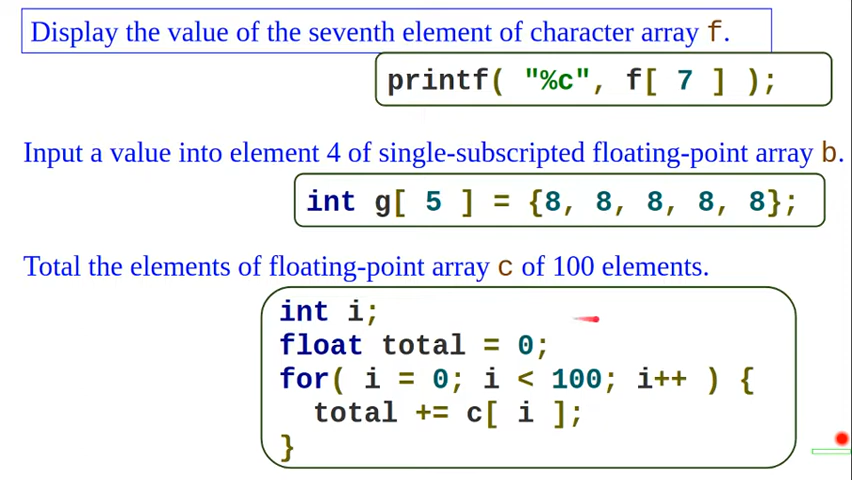 Display the value of the seventh element of character array f.
printf( "%c", f[ 7 ] );
Input a value into element 4 of single-subscripted floating-point array b.
int g[ 5 ] = {8, 8, 8, 8, 8};
Total the elements of floating-point array c of 100 elements.
int i;
float total = 0;
for( i = 0; i < 100; i++ ) {
total += c[ i ];
}